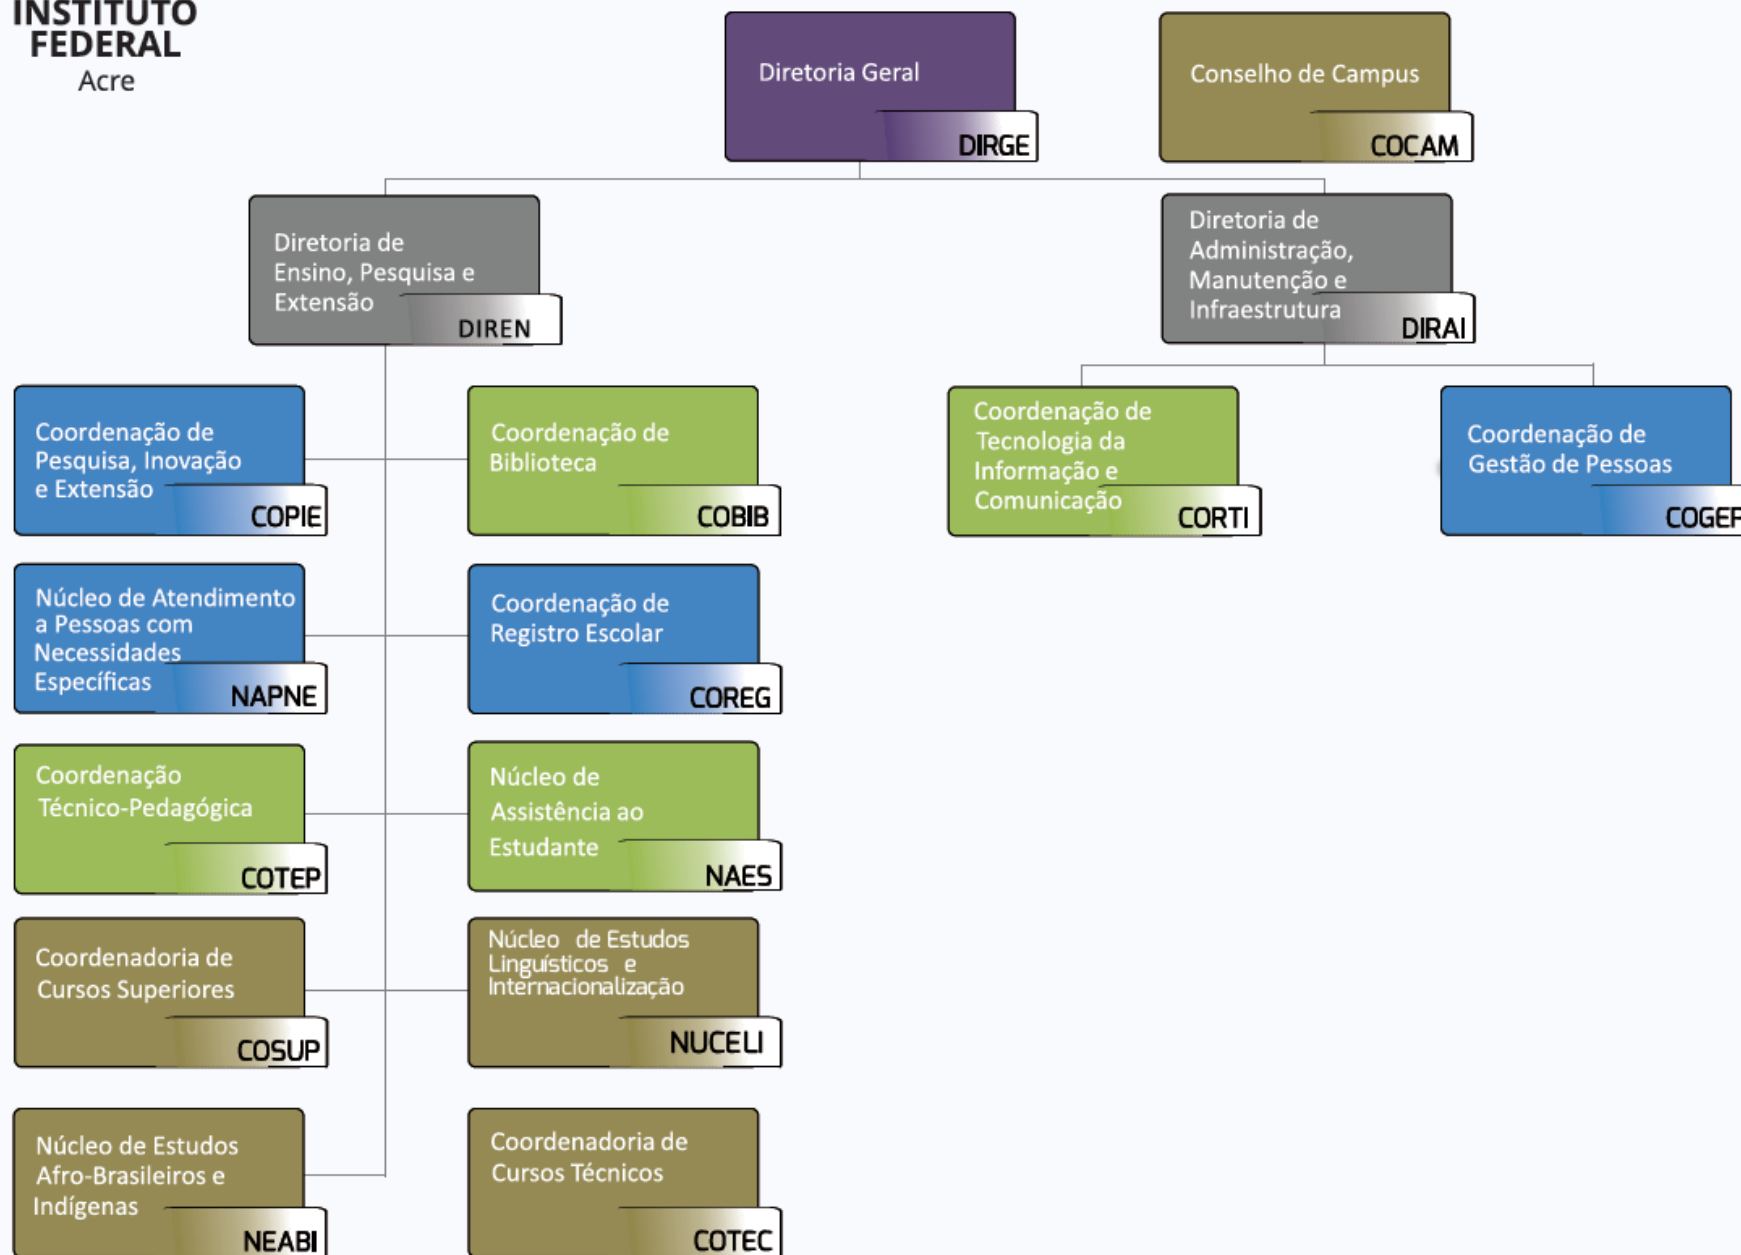 INSTITUTO
FEDERAL
Acre
Diretoria Geral
DIRGE
Conselho de Campus
COCAM
Diretoria de
Ensino, Pesquisa e
Extensão
DIREN
Diretoria de
Administração,
Manutenção e
Infraestrutura
DIRAI
Coordenação de
Pesquisa, Inovação
e Extensão
COPIE
Coordenação de
Biblioteca
COBIB
Coordenação de
Tecnologia da
Informação e
Comunicação
CORTI
Coordenação de
Gestão de Pessoas
COGEP
Núcleo de Atendimento
a Pessoas com
Necessidades
Específicas
NAPNE
Coordenação de
Registro Escolar
COREG
Coordenação
Técnico-Pedagógica
COTEP
Núcleo de
Assistência ao
Estudante
NAES
Coordenadoria de
Cursos Superiores
COSUP
Núcleo de Estudos
Linguísticos e
Internacionalização
NUCELI
Núcleo de Estudos
Afro-Brasileiros e
Indígenas
NEABI
Coordenadoria de
Cursos Técnicos
COTEC